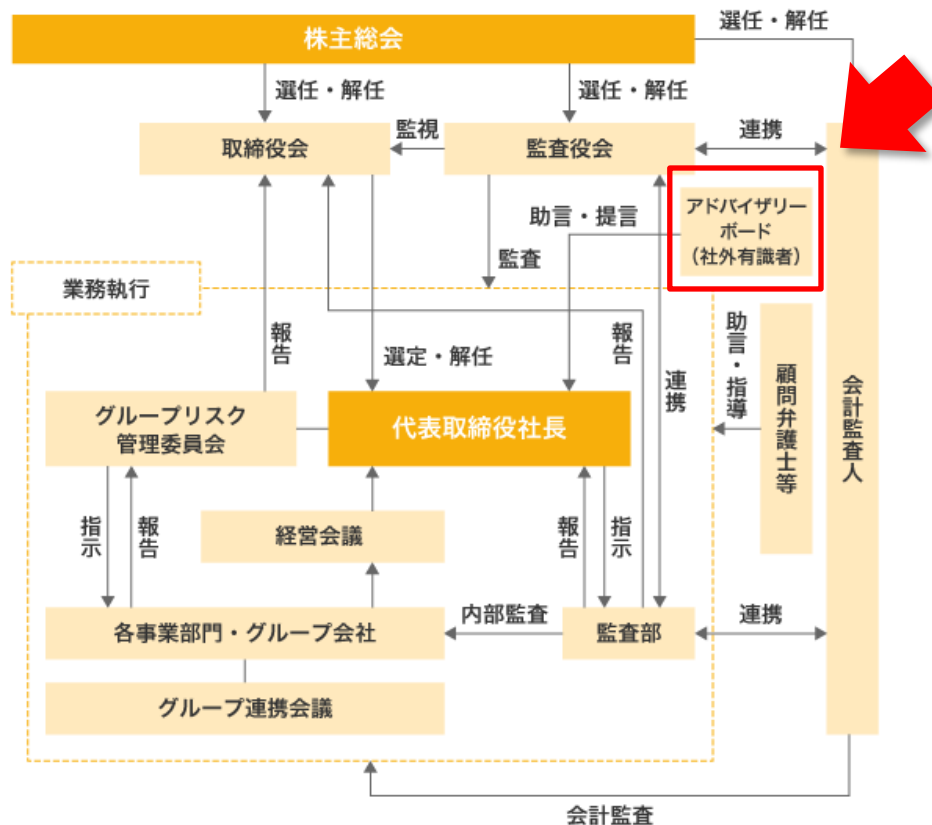 株主総会
選任・解任
選任・解任
選任・解任
取締役会
監視
監査役会
連携
アドバイザリー
ボード
（社外有識者）
助言・提言
監査
業務執行
報告
選定・解任
報告
連携
助言・指導
顧問弁護士等
会計監査人
グループリスク
管理委員会
代表取締役社長
指示
報告
経営会議
報告
指示
各事業部門・グループ会社
内部監査
監査部
連携
グループ連携会議
会計監査